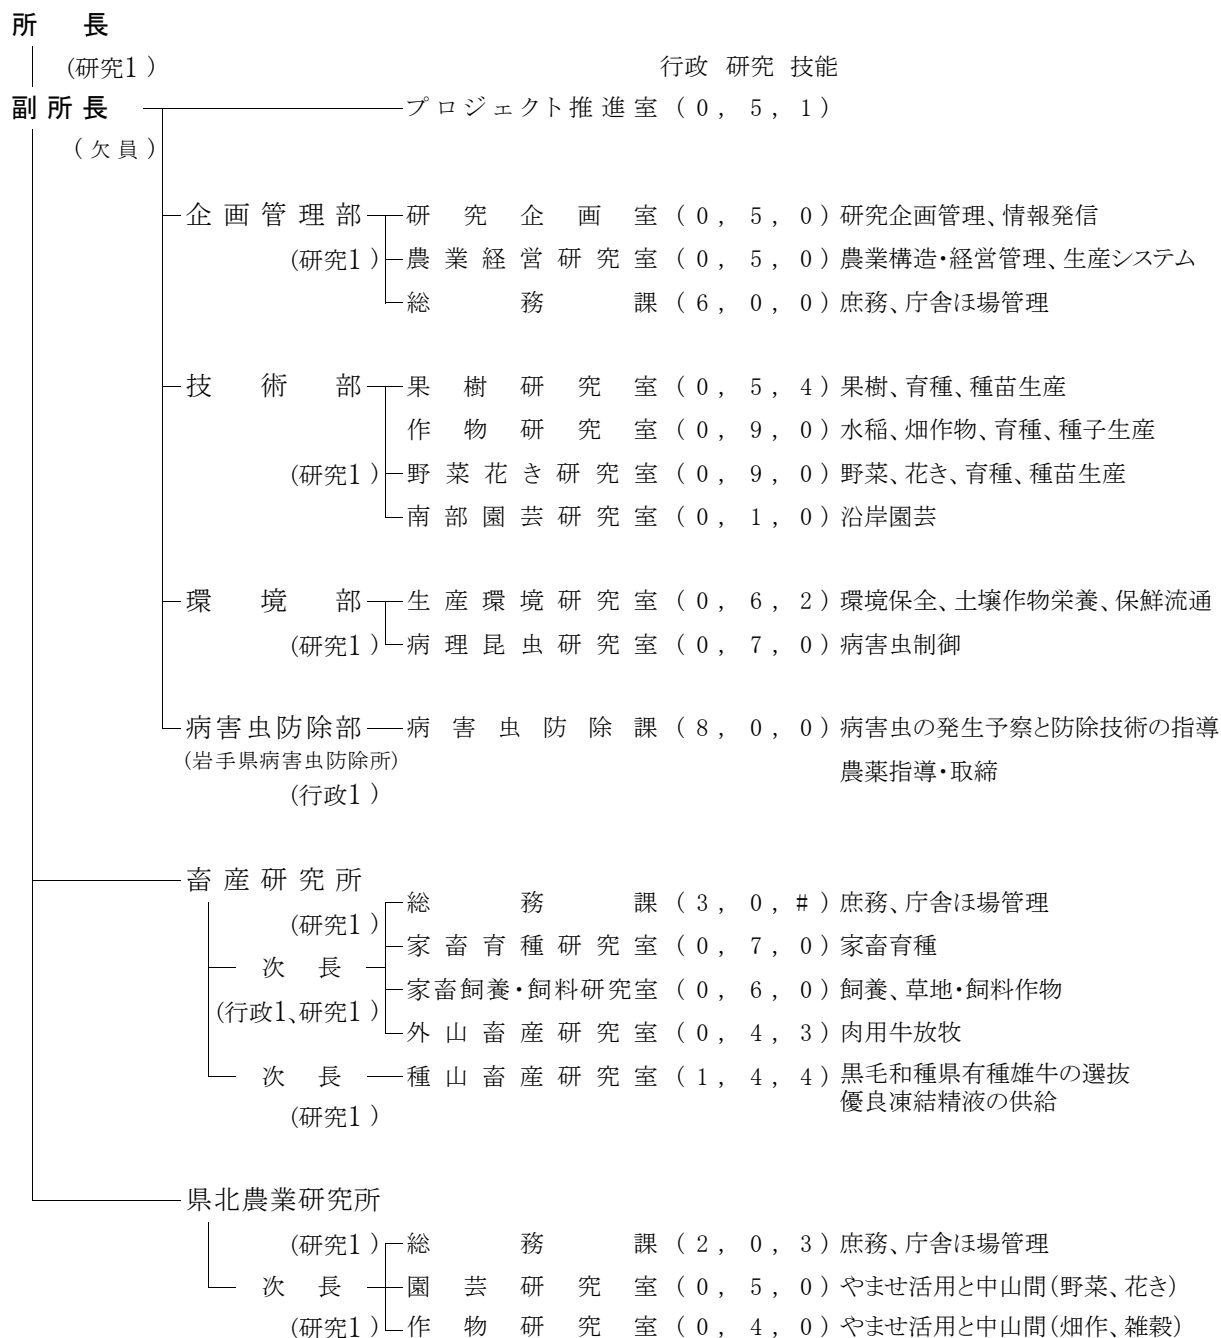 所長
(研究1)
行政 研究 技能
副所長 プロジェクト推進室 (0, 5, 1)
(欠員)
企画管理部 研究企画室 (0, 5, 0) 研究企画管理、情報発信
(研究1) 農業経営研究室 (0, 5, 0) 農業構造・経営管理、生産システム
総務課 (6, 0, 0) 庶務、庁舎ほ場管理
技術部 果樹研究室 (0, 5, 4) 果樹、育種、種苗生産
作物研究室 (0, 9, 0) 水稲、畑作物、育種、種子生産
(研究1) 野菜花き研究室 (0, 9, 0) 野菜、花き、育種、種苗生産
南部園芸研究室 (0, 1, 0) 沿岸園芸
環境部 生産環境研究室 (0, 6, 2) 環境保全、土壌作物栄養、保鮮流通
(研究1) 病理昆虫研究室 (0, 7, 0) 病害虫制御
病害虫防除部 病害虫防除課 (8, 0, 0) 病害虫の発生予察と防除技術の指導
(岩手県病害虫防除所)
農薬指導・取締
(行政1)
畜産研究所
総務課 (3, 0, #) 庶務、庁舎ほ場管理
(研究1)
家畜育種研究室 (0, 7, 0) 家畜育種
次長
家畜飼養・飼料研究室 (0, 6, 0) 飼養、草地・飼料作物
(行政1、研究1)
外山畜産研究室 (0, 4, 3) 肉用牛放牧
次長 種山畜産研究室 (1, 4, 4) 黒毛和種県有種雄牛の選抜
優良凍結精液の供給
(研究1)
県北農業研究所
(研究1) 総務課 (2, 0, 3) 庶務、庁舎ほ場管理
次長 園芸研究室 (0, 5, 0) やませ活用と中山間(野菜、花き)
(研究1) 作物研究室 (0, 4, 0) やませ活用と中山間(畑作、雑穀)